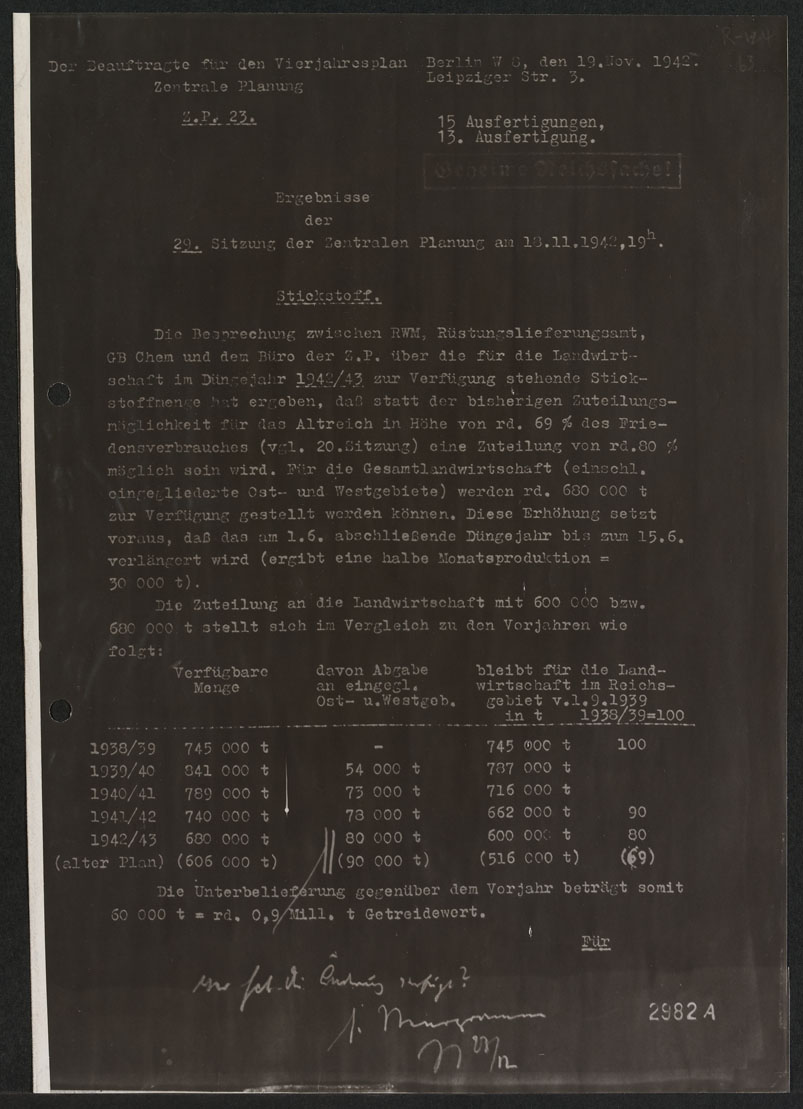 Der Beauftragte für den Vierjahresplan
Zentrale Planung
Z.P. 23.
Berlin W 8, den 19.Nov. 1942.
Leipziger Str. 3.
15 Ausfertigungen,
13. Ausfertigung.
Geheime Reichssache!
Ergebnisse
der
29. Sitzung der Zentralen Planung am 18.11.1942, 19h.
Stickstoff.
Die Besprechung zwischen RWM, Rüstungslieferungsamt,
GB Chem und dem Büro der Z.P. über die für die Landwirt-
schaft im Düngejahr 1942/43 zur Verfügung stehende Stick-
stoffmenge hat ergeben, daß statt der bisherigen Zuteilungs-
möglichkeit für das Altreich in Höhe von rd. 69 % des Frie-
densverbrauches (vgl. 20.Sitzung) eine Zuteilung von rd.80 %
möglich sein wird. Für die Gesamtlandwirtschaft (einschl.
eingegliederte Ost- und Westgebiete) werden rd. 680 000 t
zur Verfügung gestellt werden können. Diese Erhöhung setzt
voraus, daß das am 1.6. abschließende Düngejahr bis zum 15.6.
verlängert wird (ergibt eine halbe Monatsproduktion =
30 000 t).
Die Zuteilung an die Landwirtschaft mit 600 000 bzw.
680 000 t stellt sich im Vergleich zu den Vorjahren wie
folgt:
Verfügbare davon Abgabe bleibt für die Land-
Menge an eingegl. wirtschaft im Reichs-
Ost- u.Westgeb. gebiet v.1.9.1939
in t 1938/39=100
1938/39 745 000 t - 745 000 t 100
1939/40 841 000 t 54 000 t 787 000 t
1940/41 789 000 t 73 000 t 716 000 t
1941/42 740 000 t 78 000 t 662 000 t 90
1942/43 680 000 t 80 000 t 600 000 t 80
(alter Plan) (606 000 t) (90 000 t) (516 000 t) (69)
Die Unterbelieferung gegenüber dem Vorjahr beträgt somit
60 000 t = rd. 0,9 Mill. t Getreidewert.
Für
hat die Änderung verfügt?
2982 A